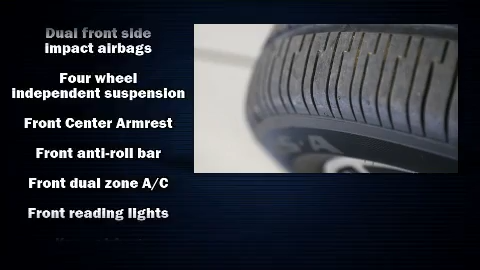 Dual front side
impact airbags
Four wheel
independent suspension
Front Center Armrest
Front anti-roll bar
Front dual zone A/C
Front reading lights